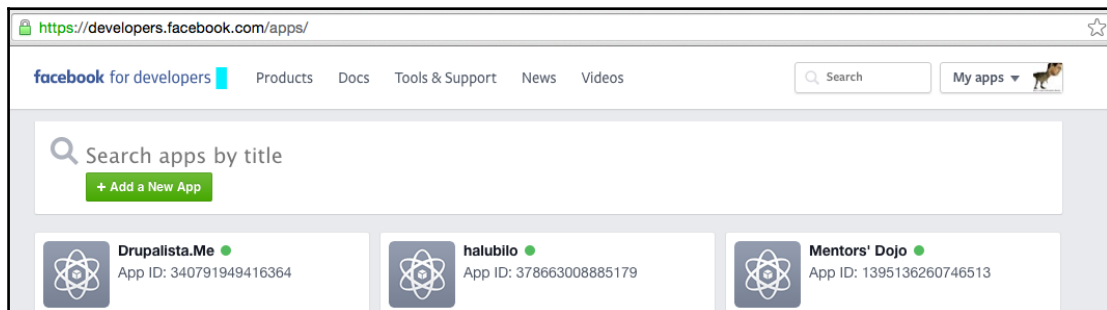 https://developers.facebook.com/apps/
facebook for developers Products Docs Tools & Support News Videos Search My apps
Search apps by title
+ Add a New App
Drupalista.Me
App ID: 340791949416364
halubilo
App ID: 378663008885179
Mentors' Dojo
App ID: 1395136260746513